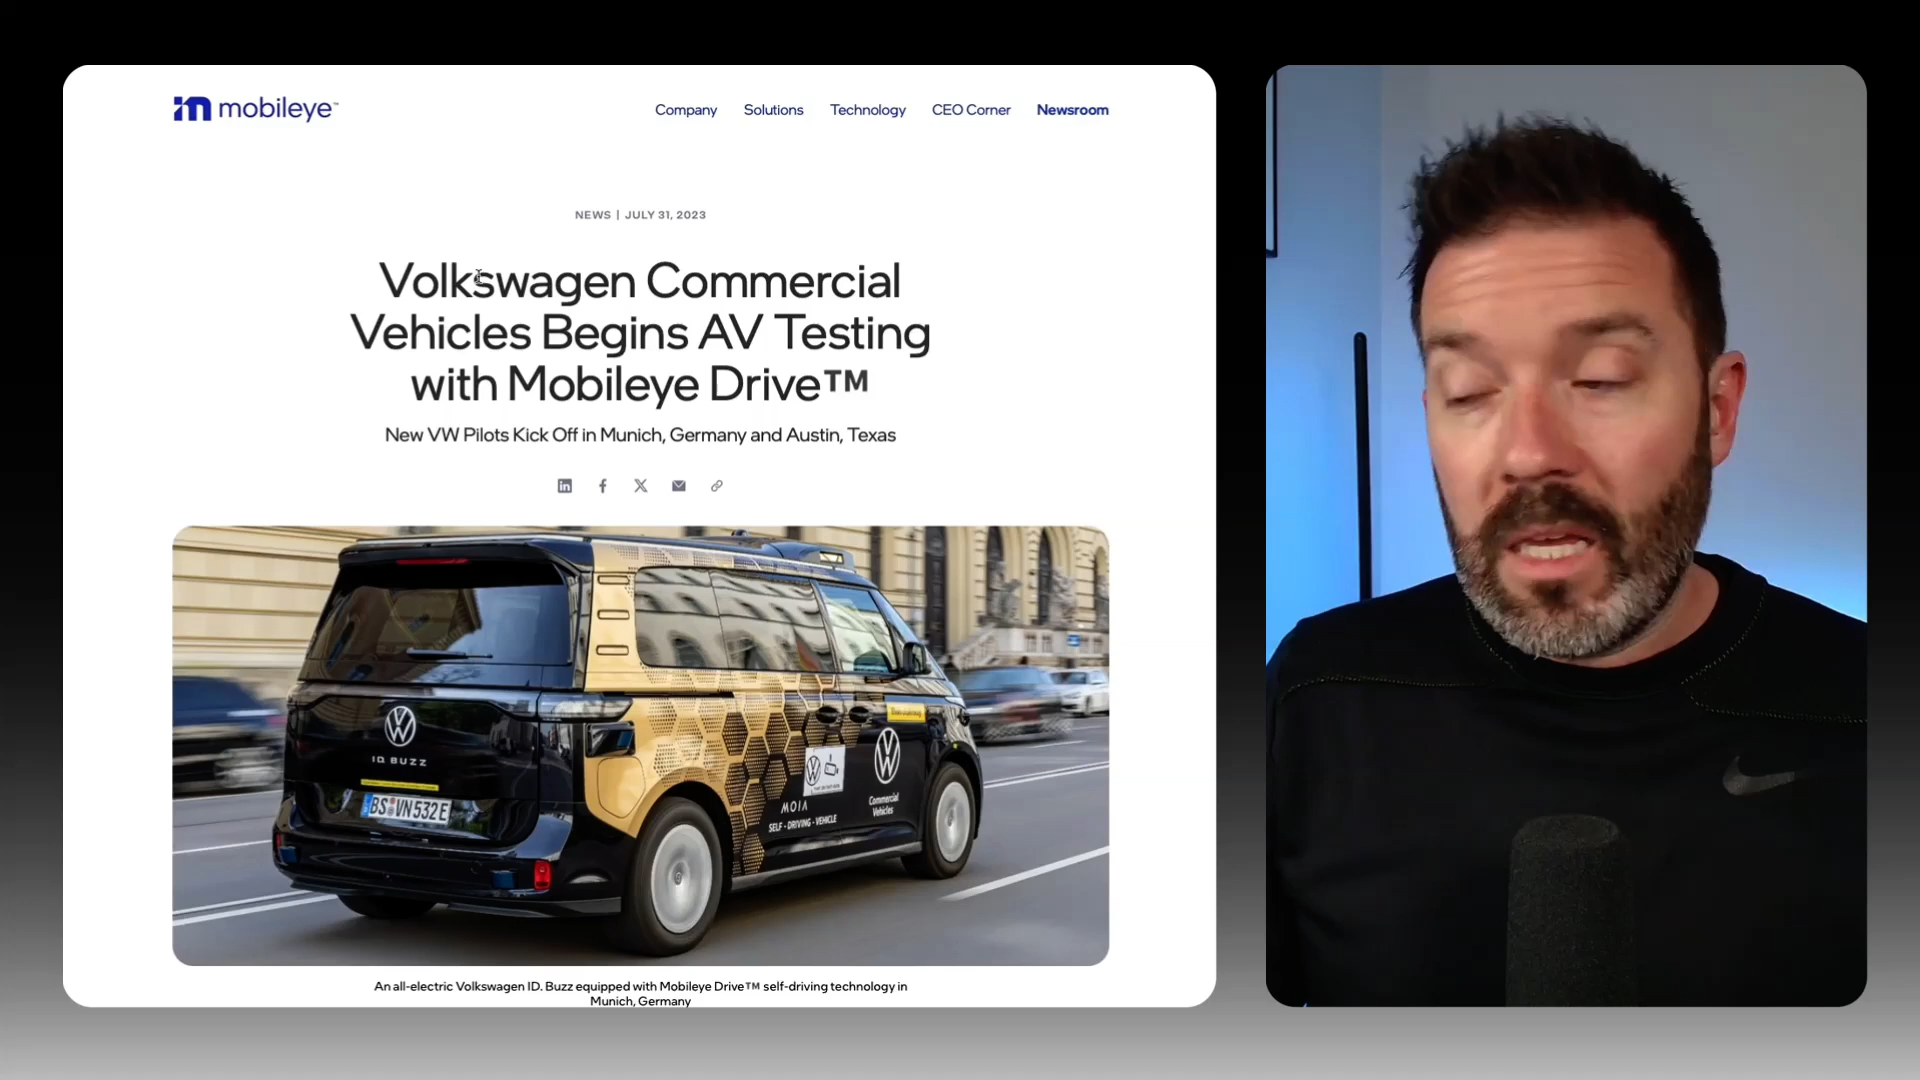 mobileye™
Company Solutions Technology CEO Corner Newsroom
NEWS | JULY 31, 2023
Volkswagen Commercial
Vehicles Begins AV Testing
with Mobileye Drive™
New VW Pilots Kick Off in Munich, Germany and Austin, Texas
ID. BUZZ
BS VN 532E
MOIA
SELF - DRIVING - VEHICLE
Commercial
Vehicles
An all-electric Volkswagen ID. Buzz equipped with Mobileye Drive™ self-driving technology in
Munich, Germany